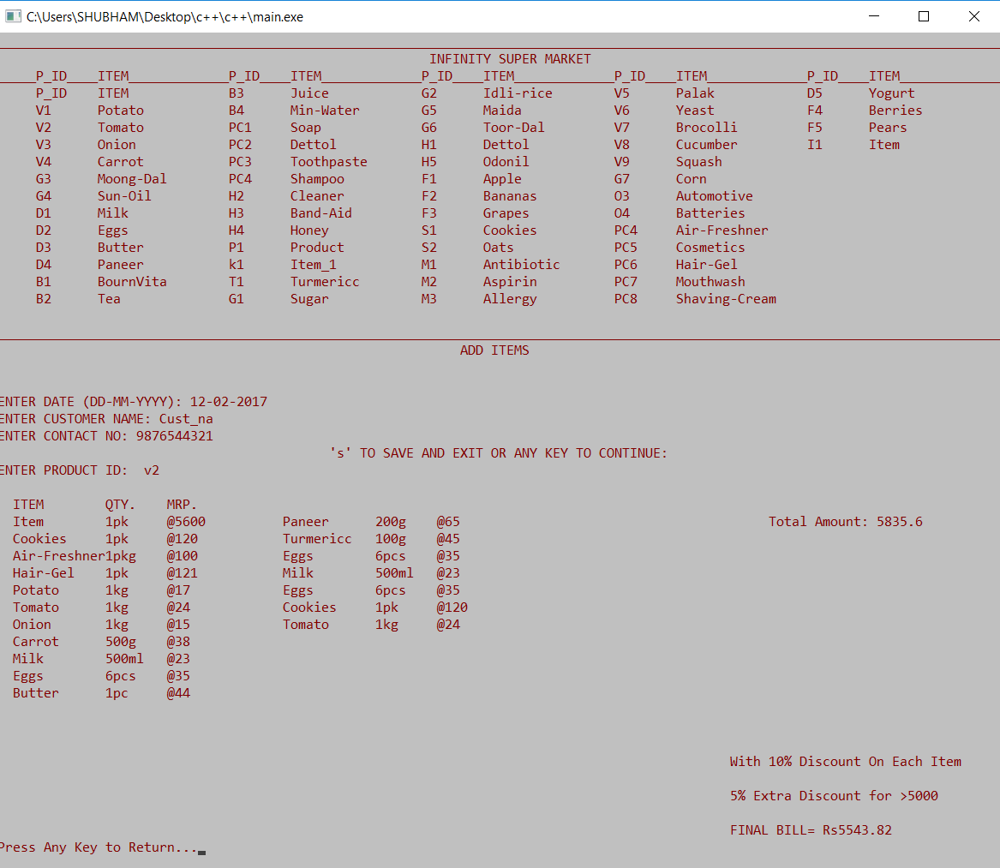 C:\Users\SHUBHAM\Desktop\c++\c++\main.exe
INFINITY SUPER MARKET
P_ID____ITEM P_ID____ITEM P_ID____ITEM P_ID____ITEM P_ID____ITEM
P_ID ITEM B3 Juice G2 Idli-rice V5 Palak D5 Yogurt
V1 Potato B4 Min-Water G5 Maida V6 Yeast F4 Berries
V2 Tomato PC1 Soap G6 Toor-Dal V7 Brocolli F5 Pears
V3 Onion PC2 Dettol H1 Dettol V8 Cucumber I1 Item
V4 Carrot PC3 Toothpaste H5 Odonil V9 Squash
G3 Moong-Dal PC4 Shampoo F1 Apple G7 Corn
G4 Sun-Oil H2 Cleaner F2 Bananas O3 Automotive
D1 Milk H3 Band-Aid F3 Grapes O4 Batteries
D2 Eggs H4 Honey S1 Cookies PC4 Air-Freshner
D3 Butter P1 Product S2 Oats PC5 Cosmetics
D4 Paneer k1 Item_1 M1 Antibiotic PC6 Hair-Gel
B1 BournVita T1 Turmericc M2 Aspirin PC7 Mouthwash
B2 Tea G1 Sugar M3 Allergy PC8 Shaving-Cream
ADD ITEMS
ENTER DATE (DD-MM-YYYY): 12-02-2017
ENTER CUSTOMER NAME: Cust_na
ENTER CONTACT NO: 9876544321
's' TO SAVE AND EXIT OR ANY KEY TO CONTINUE:
ENTER PRODUCT ID: v2
ITEM QTY. MRP.
Item 1pk @5600 Paneer 200g @65 Total Amount: 5835.6
Cookies 1pk @120 Turmericc 100g @45
Air-Freshner1pkg @100 Eggs 6pcs @35
Hair-Gel 1pk @121 Milk 500ml @23
Potato 1kg @17 Eggs 6pcs @35
Tomato 1kg @24 Cookies 1pk @120
Onion 1kg @15 Tomato 1kg @24
Carrot 500g @38
Milk 500ml @23
Eggs 6pcs @35
Butter 1pc @44
With 10% Discount On Each Item
5% Extra Discount for >5000
FINAL BILL= Rs5543.82
Press Any Key to Return...